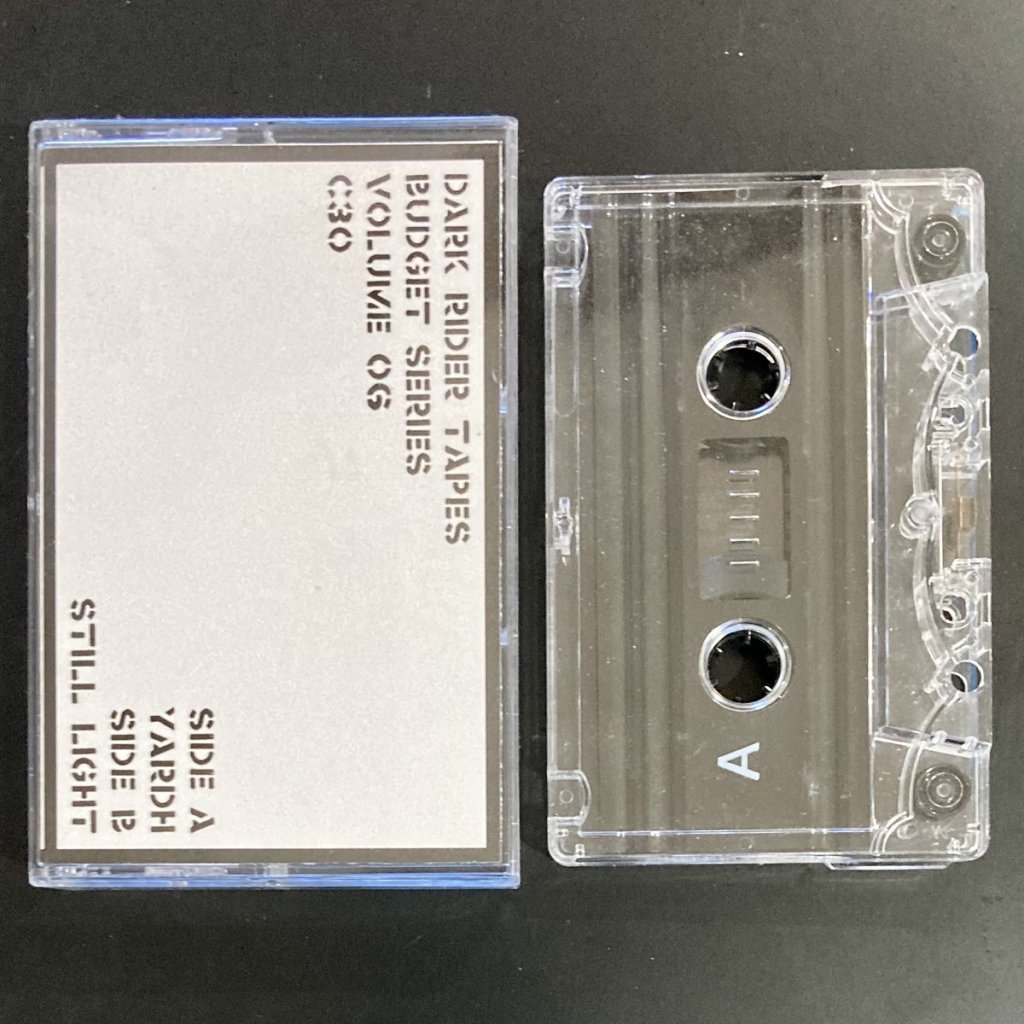 DARK RIDER TAPES
BUDGET SERIES
VOLUME 06
C30
SIDE A
YARDH
SIDE B
STILL LIGHT
A